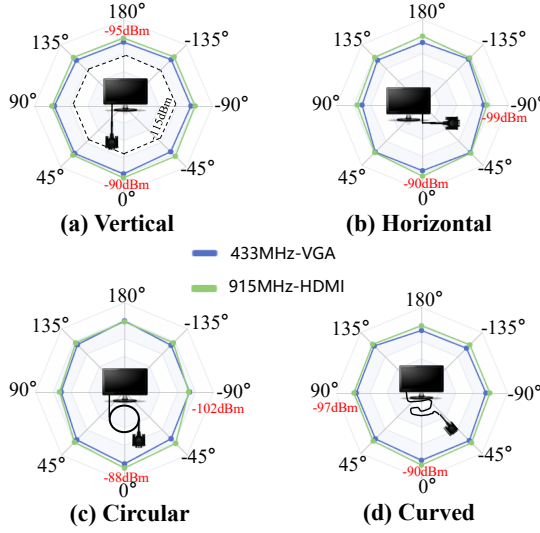 180°
-95dBm
135°
-135°
90°
-115dBm
-90°
45°
-45°
-90dBm
0°
(a) Vertical
180°
135°
-135°
90°
-90°
-99dBm
45°
-45°
-90dBm
0°
(b) Horizontal
433MHz-VGA
915MHz-HDMI
180°
135°
-135°
90°
-90°
-102dBm
45°
-45°
-88dBm
0°
(c) Circular
180°
135°
-135°
90°
-97dBm
-90°
45°
-45°
-90dBm
0°
(d) Curved